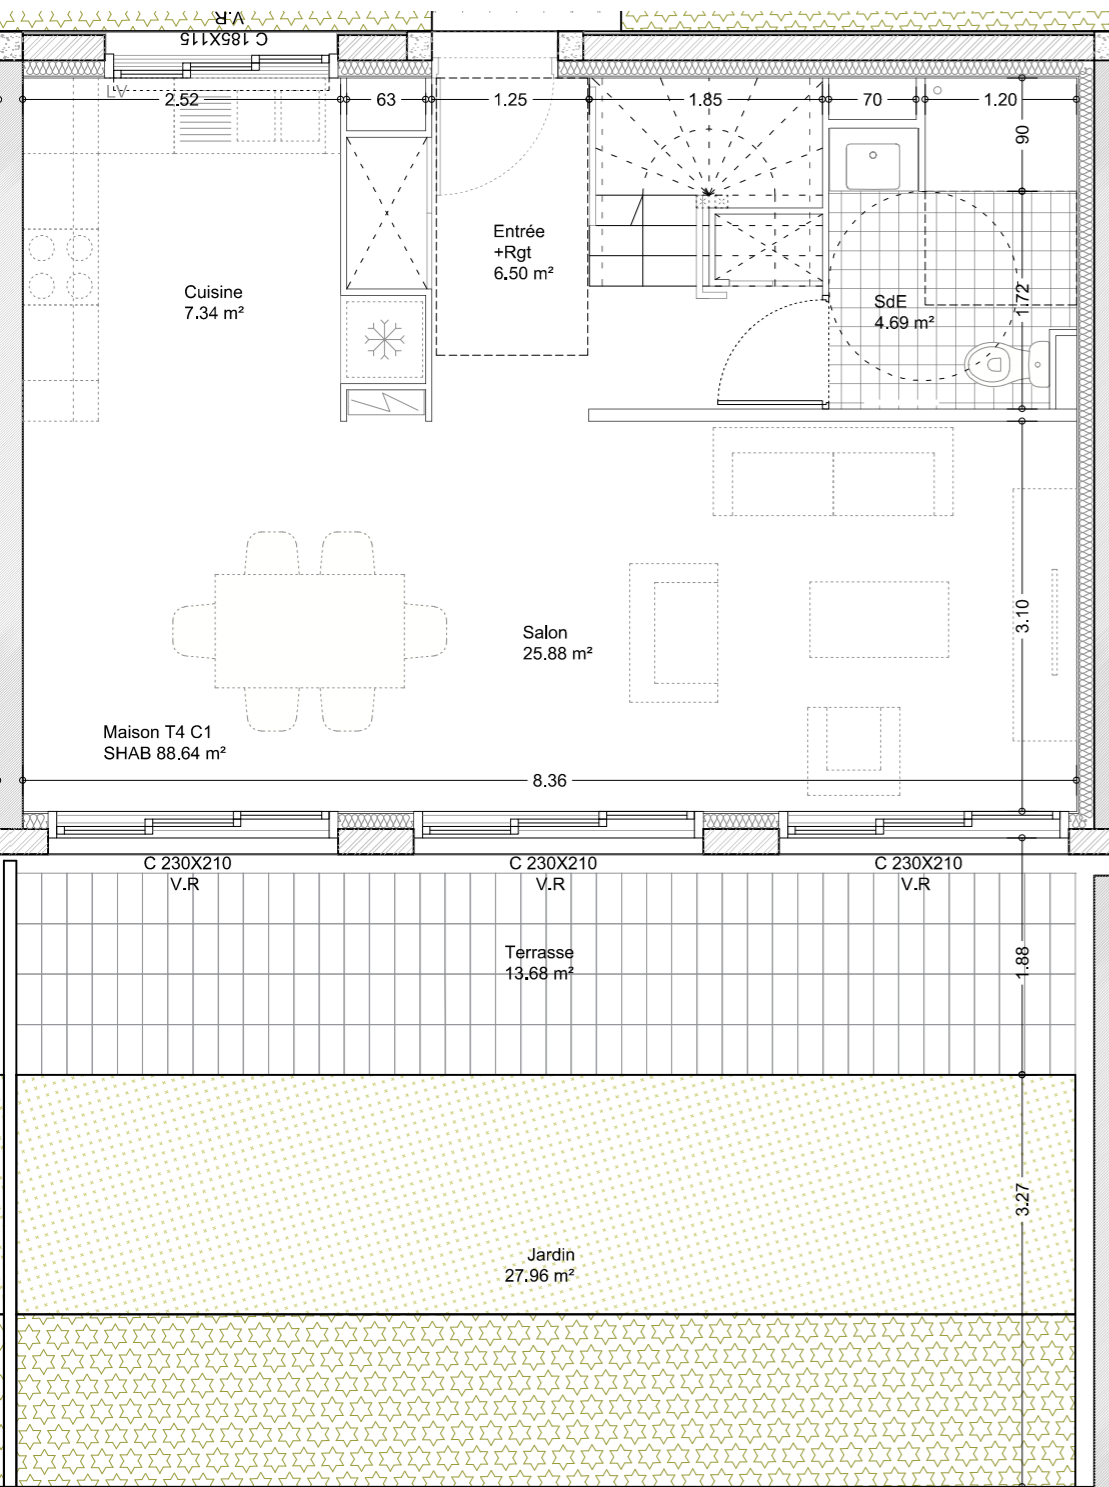 V.R
C 185X115
LV
2.52
63
1.25
1.85
70
1.20
90
Entrée
+Rgt
6.50 m²
Cuisine
7.34 m²
SdE
4.69 m²
1.72
3.10
Salon
25.88 m²
Maison T4 C1
SHAB 88.64 m²
8.36
C 230X210
V.R
C 230X210
V.R
C 230X210
V.R
Terrasse
13.68 m²
1.88
3.27
Jardin
27.96 m²